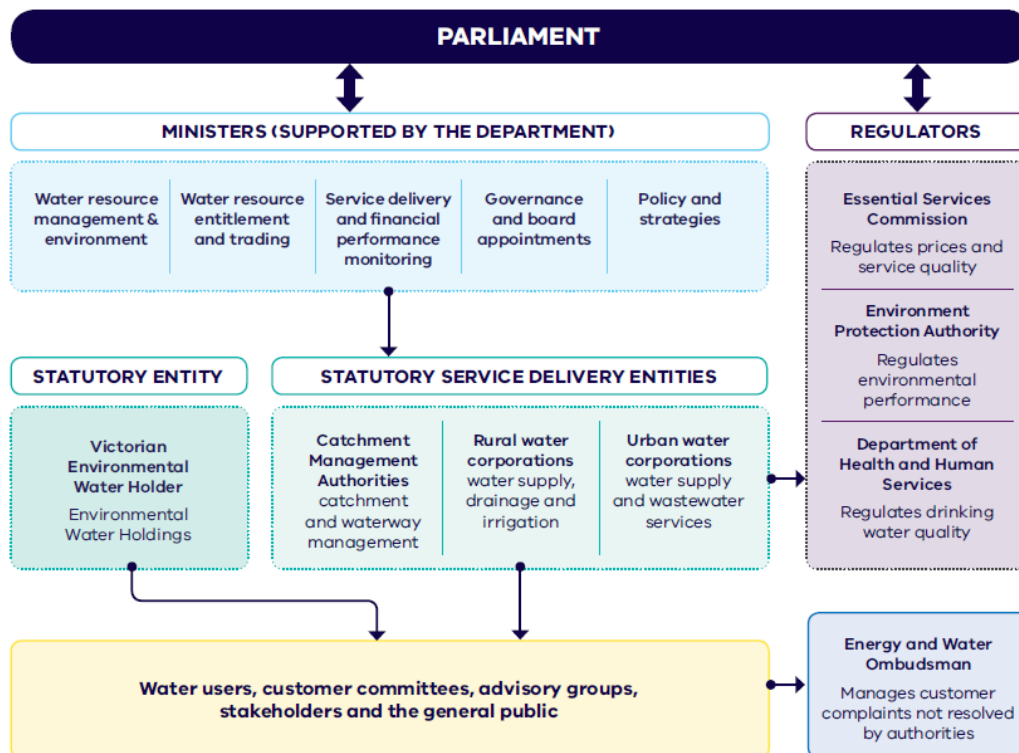 PARLIAMENT
MINISTERS (SUPPORTED BY THE DEPARTMENT)
Water resource
management &
environment
Water resource
entitlement
and trading
Service delivery
and financial
performance
monitoring
Governance
and board
appointments
Policy and
strategies
REGULATORS
Essential Services
Commission
Regulates prices and
service quality
Environment
Protection Authority
Regulates
environmental
performance
Department of
Health and Human
Services
Regulates drinking
water quality
STATUTORY ENTITY
Victorian
Environmental
Water Holder
Environmental
Water Holdings
STATUTORY SERVICE DELIVERY ENTITIES
Catchment
Management
Authorities
catchment
and waterway
management
Rural water
corporations
water supply,
drainage and
irrigation
Urban water
corporations
water supply
and wastewater
services
Water users, customer committees, advisory groups,
stakeholders and the general public
Energy and Water
Ombudsman
Manages customer
complaints not resolved
by authorities